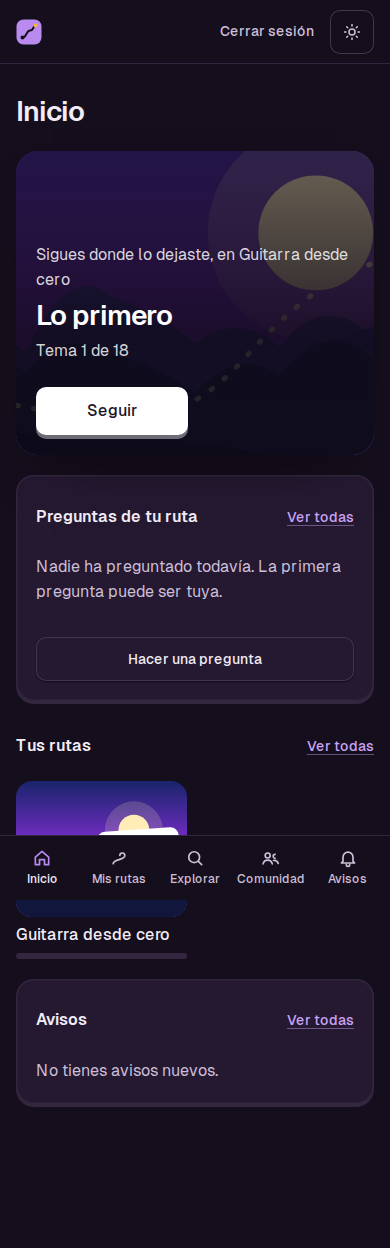 Cerrar sesión
Inicio
Sigues donde lo dejaste, en Guitarra desde
cero
Lo primero
Tema 1 de 18
Seguir
Preguntas de tu ruta
Ver todas
Nadie ha preguntado todavía. La primera
pregunta puede ser tuya.
Hacer una pregunta
Tus rutas
Ver todas
Inicio
Mis rutas
Explorar
Comunidad
Avisos
Guitarra desde cero
Avisos
Ver todas
No tienes avisos nuevos.